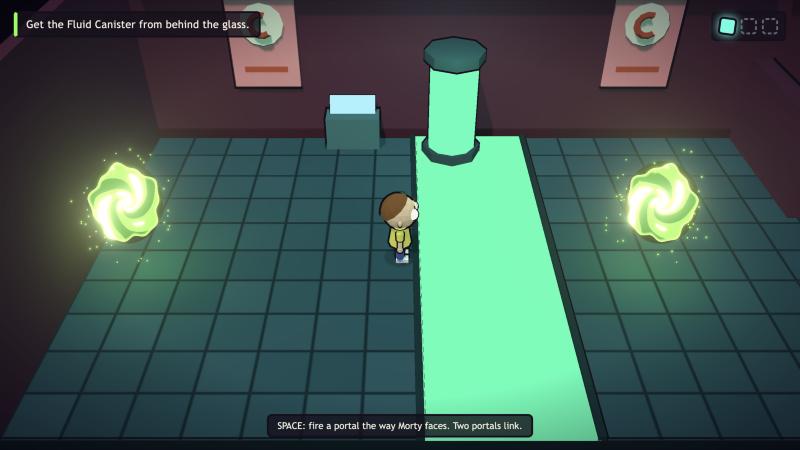 Get the Fluid Canister from behind the glass.
C
C
SPACE: fire a portal the way Morty faces. Two portals link.